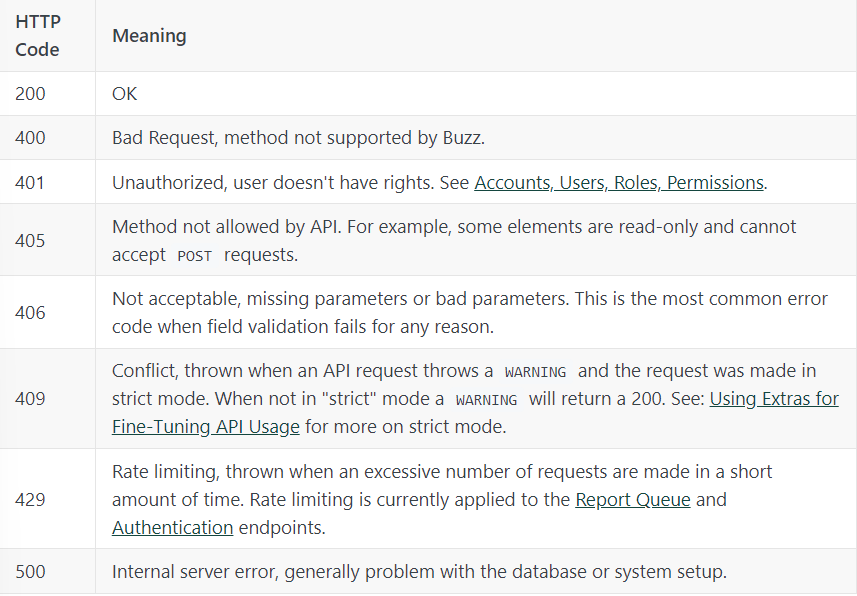 HTTP
Code
Meaning
200
OK
400
Bad Request, method not supported by Buzz.
401
Unauthorized, user doesn't have rights. See Accounts, Users, Roles, Permissions.
405
Method not allowed by API. For example, some elements are read-only and cannot
accept POST requests.
406
Not acceptable, missing parameters or bad parameters. This is the most common error
code when field validation fails for any reason.
409
Conflict, thrown when an API request throws a WARNING and the request was made in
strict mode. When not in "strict" mode a WARNING will return a 200. See: Using Extras for
Fine-Tuning API Usage for more on strict mode.
429
Rate limiting, thrown when an excessive number of requests are made in a short
amount of time. Rate limiting is currently applied to the Report Queue and
Authentication endpoints.
500
Internal server error, generally problem with the database or system setup.